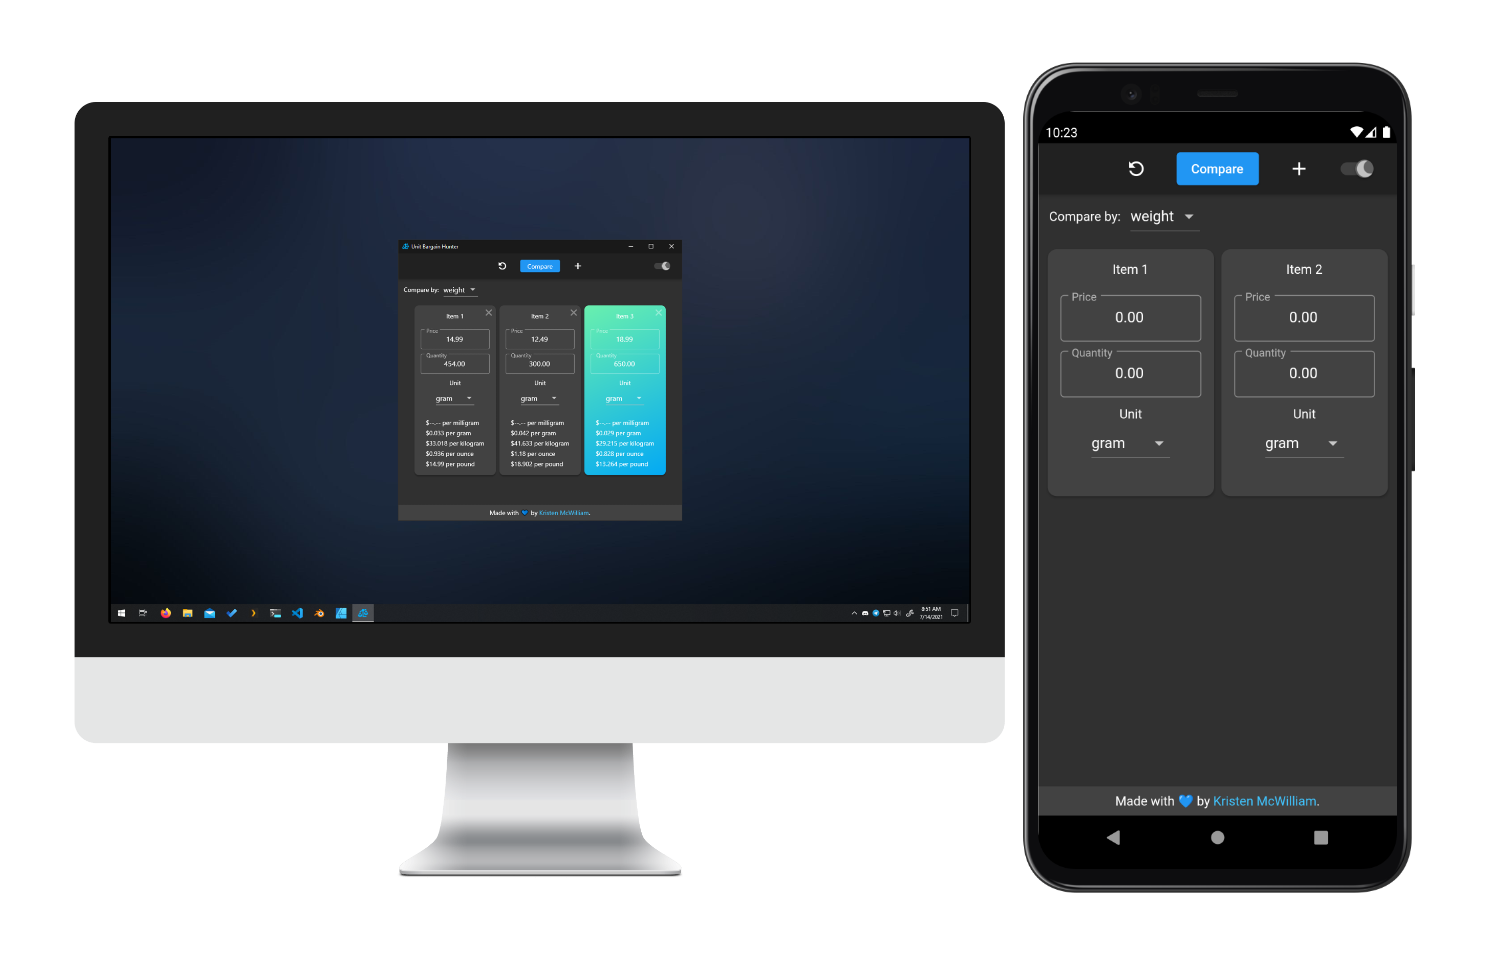 Unit Bargain Hunter
Compare
Compare by: weight
Item 1
Price
14.99
Quantity
454.00
Unit
gram
$--.-- per milligram
$0.033 per gram
$33.018 per kilogram
$0.936 per ounce
$14.99 per pound
Item 2
Price
12.49
Quantity
300.00
Unit
gram
$--.-- per milligram
$0.042 per gram
$41.633 per kilogram
$1.18 per ounce
$18.902 per pound
Item 3
Price
18.99
Quantity
650.00
Unit
gram
$--.-- per milligram
$0.029 per gram
$29.215 per kilogram
$0.828 per ounce
$13.264 per pound
Made with 💙 by Kristen McWilliam.
8:51 AM
7/14/2021
10:23
Compare
Compare by: weight
Item 1
Price
0.00
Quantity
0.00
Unit
gram
Item 2
Price
0.00
Quantity
0.00
Unit
gram
Made with 💙 by Kristen McWilliam.